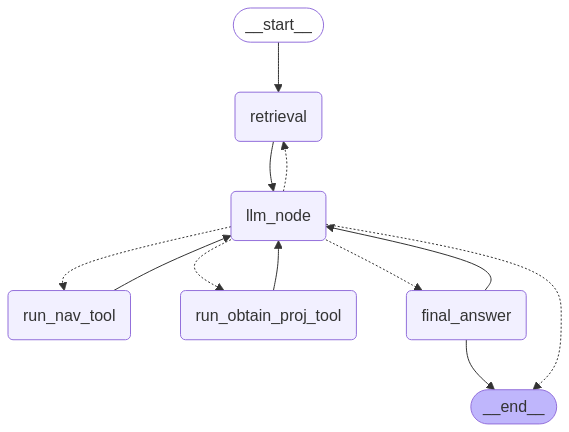 __start__
retrieval
llm_node
run_nav_tool
run_obtain_proj_tool
final_answer
__end__